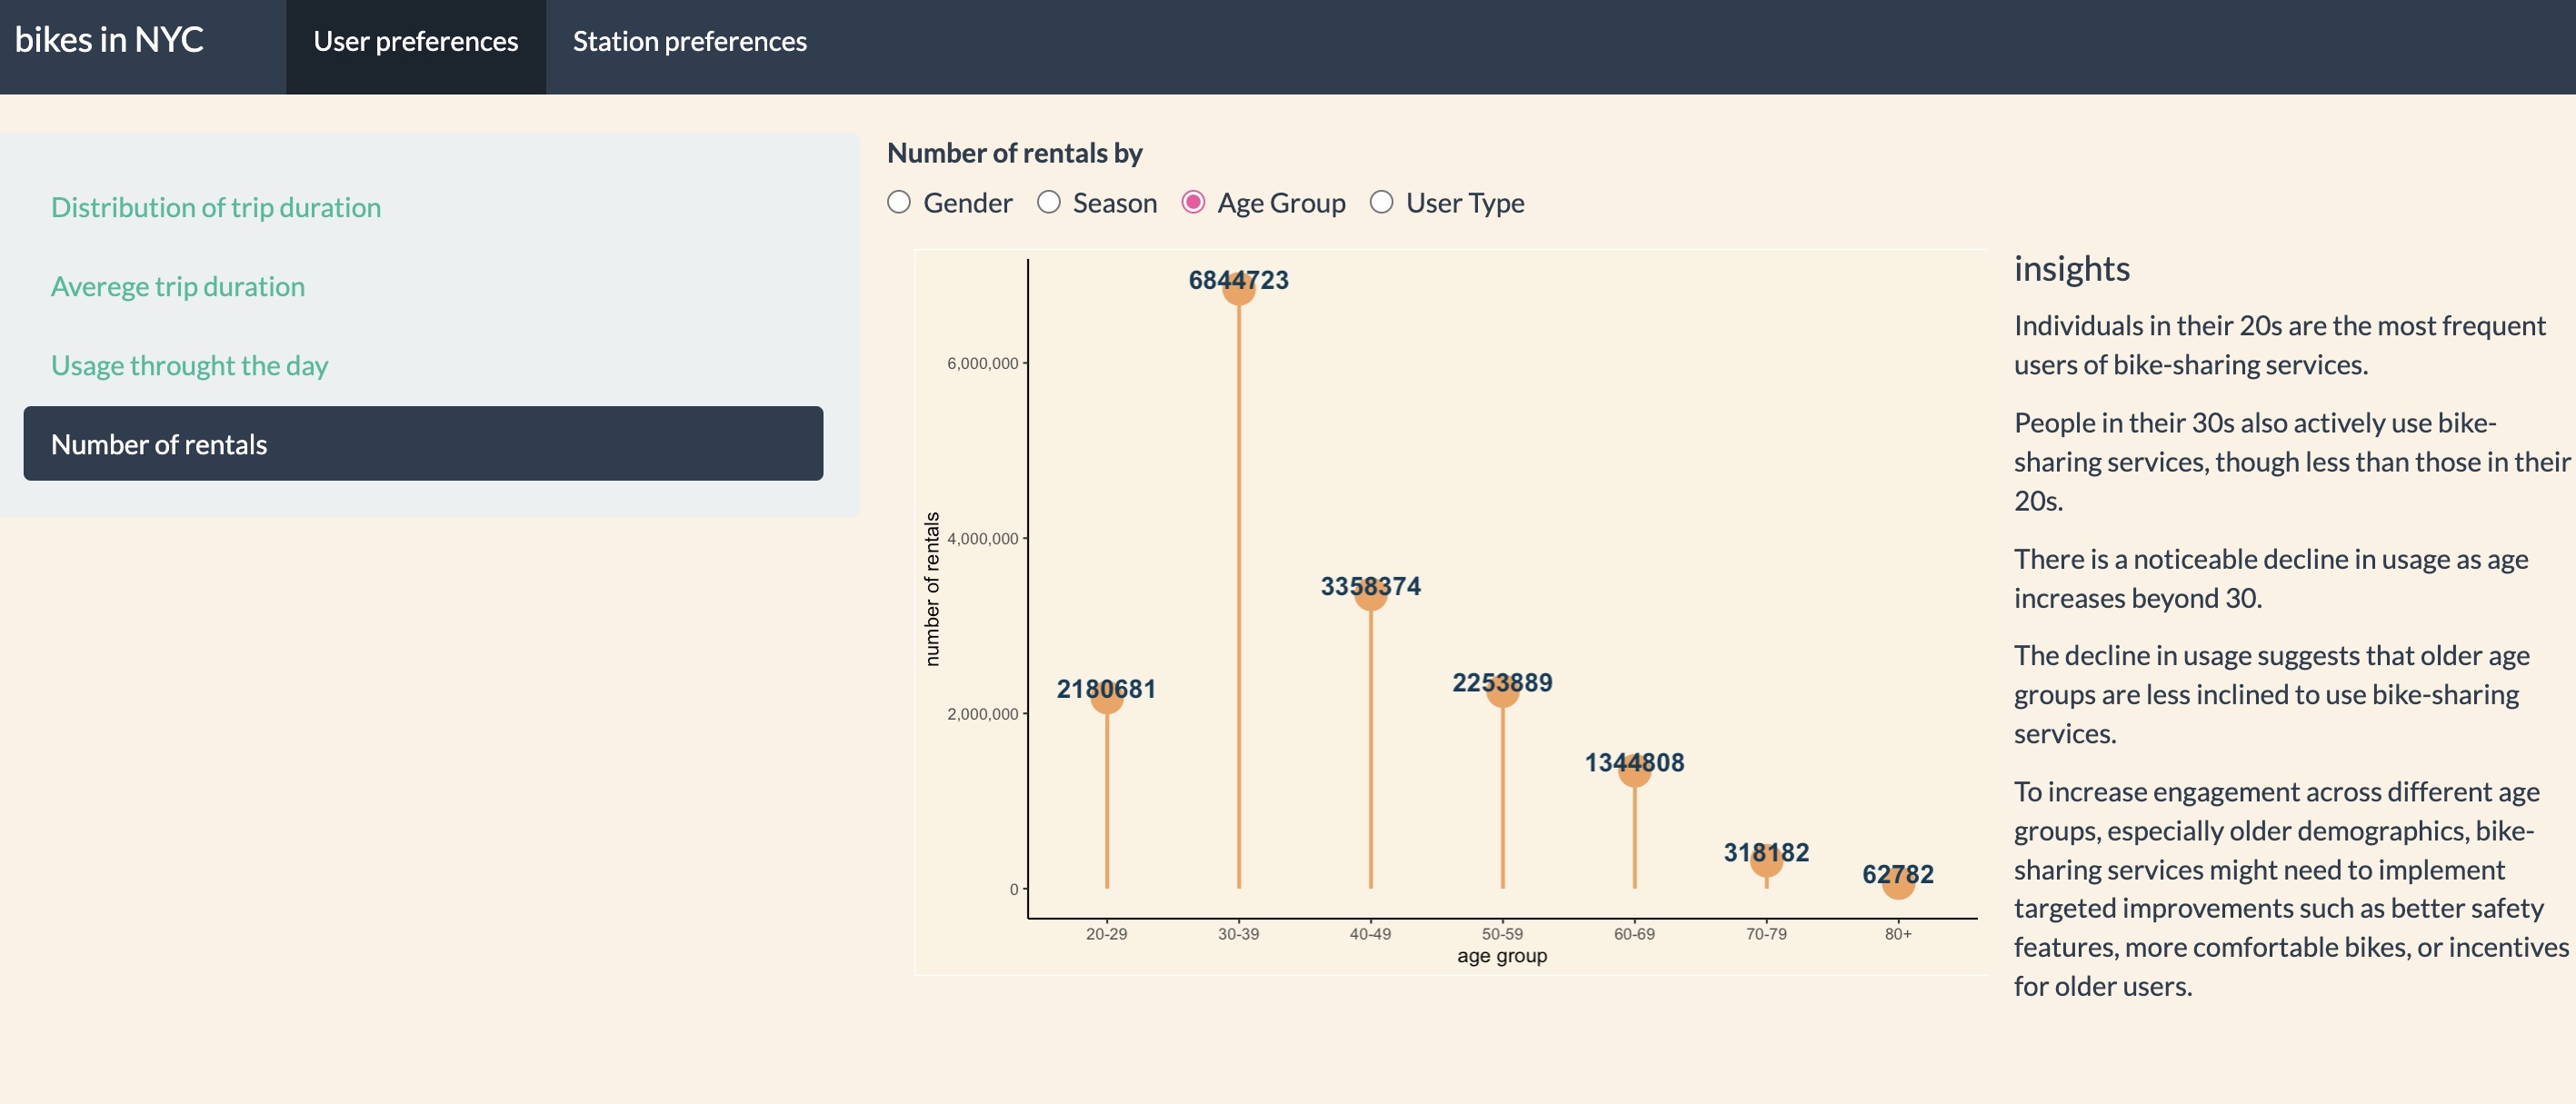 bikes in NYC
User preferences
Station preferences
Distribution of trip duration
Averege trip duration
Usage throught the day
Number of rentals
Number of rentals by
Gender
Season
Age Group
User Type
number of rentals
6,000,000
4,000,000
2,000,000
0
2180681
6844723
3358374
2253889
1344808
318182
62782
20-29
30-39
40-49
50-59
60-69
70-79
80+
age group
insights
Individuals in their 20s are the most frequent
users of bike-sharing services.
People in their 30s also actively use bike-
sharing services, though less than those in their
20s.
There is a noticeable decline in usage as age
increases beyond 30.
The decline in usage suggests that older age
groups are less inclined to use bike-sharing
services.
To increase engagement across different age
groups, especially older demographics, bike-
sharing services might need to implement
targeted improvements such as better safety
features, more comfortable bikes, or incentives
for older users.